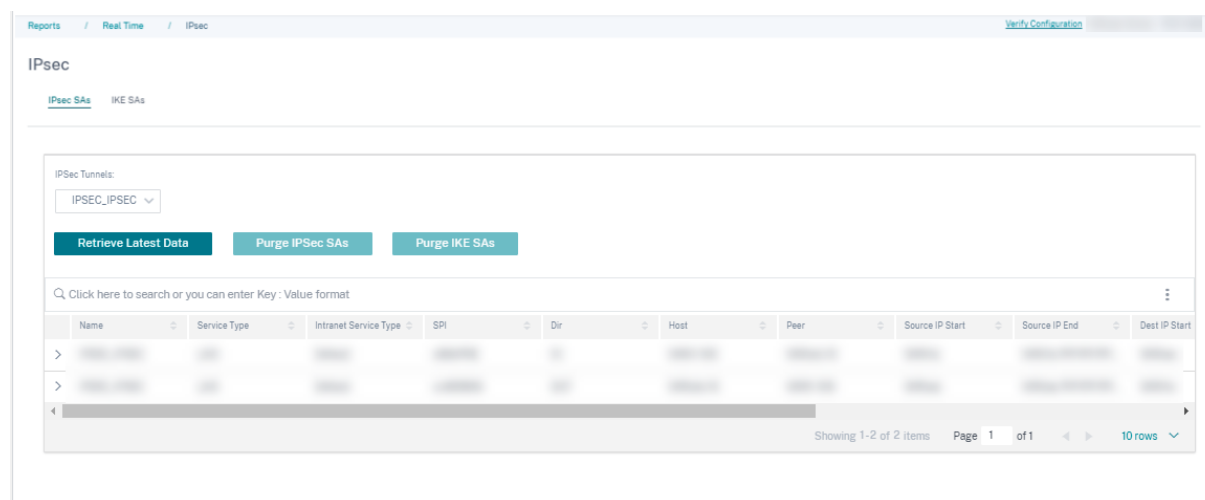 Reports / Real Time / IPsec Verify Configuration
IPsec
IPsec SAs IKE SAs
IPSec Tunnels:
IPSEC_IPSEC
Retrieve Latest Data Purge IPSec SAs Purge IKE SAs
Click here to search or you can enter Key : Value format
Name Service Type Intranet Service Type SPI Dir Host Peer Source IP Start Source IP End Dest IP Start
Showing 1-2 of 2 items Page 1 of 1 10 rows